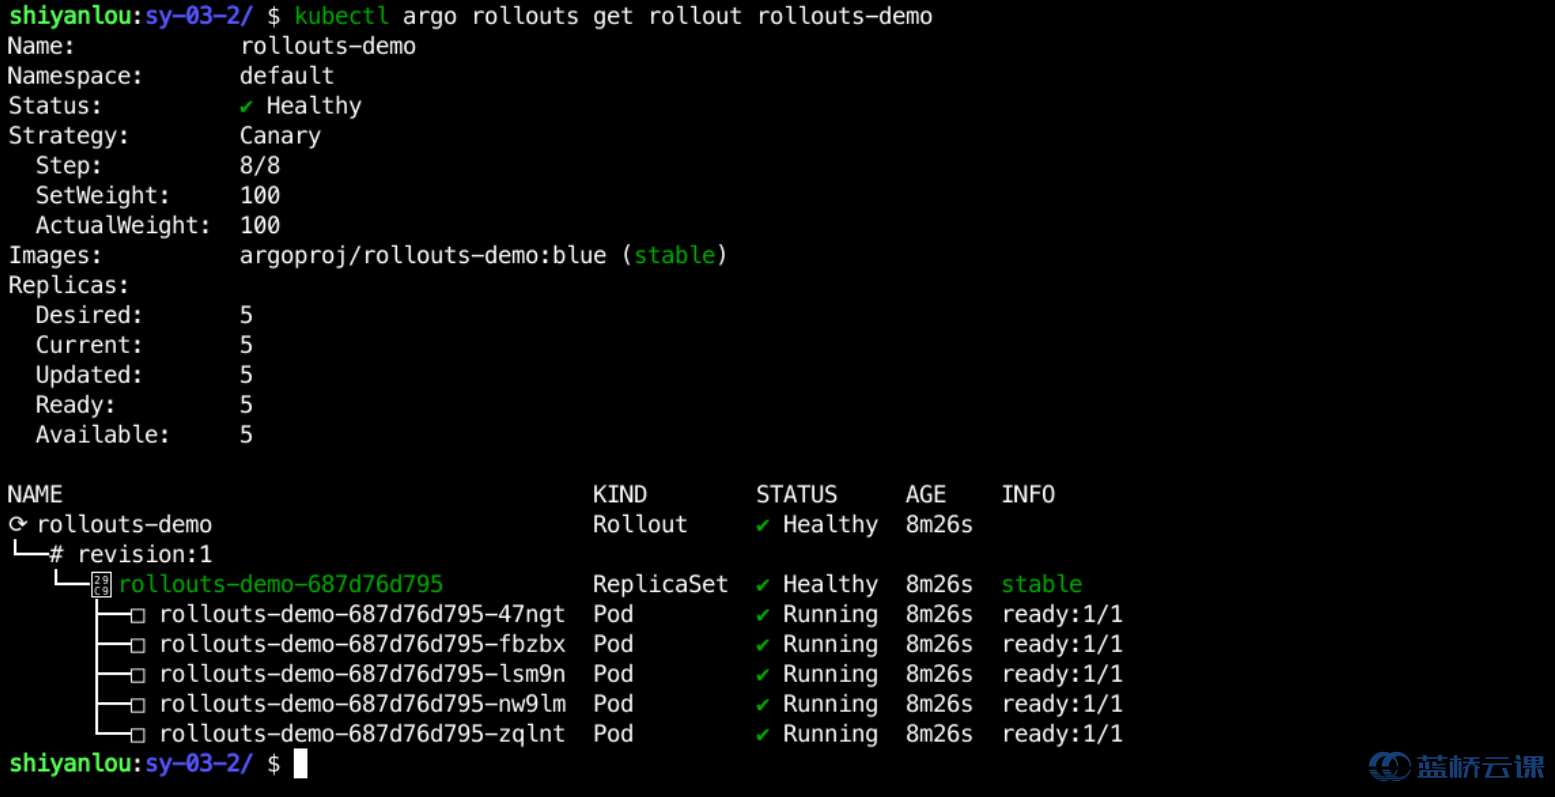 shiyanlou:sy-03-2/ $ kubectl argo rollouts get rollout rollouts-demo
Name:            rollouts-demo
Namespace:       default
Status:          ✔ Healthy
Strategy:        Canary
  Step:          8/8
  SetWeight:     100
  ActualWeight:  100
Images:          argoproj/rollouts-demo:blue (stable)
Replicas:
  Desired:       5
  Current:       5
  Updated:       5
  Ready:         5
  Available:     5
NAME                                       KIND        STATUS     AGE    INFO
⟳ rollouts-demo                            Rollout     ✔ Healthy  8m26s
└──# revision:1
   └──⧉ rollouts-demo-687d76d795           ReplicaSet  ✔ Healthy  8m26s  stable
      ├──□ rollouts-demo-687d76d795-47ngt  Pod         ✔ Running  8m26s  ready:1/1
      ├──□ rollouts-demo-687d76d795-fbzbx  Pod         ✔ Running  8m26s  ready:1/1
      ├──□ rollouts-demo-687d76d795-lsm9n  Pod         ✔ Running  8m26s  ready:1/1
      ├──□ rollouts-demo-687d76d795-nw9lm  Pod         ✔ Running  8m26s  ready:1/1
      └──□ rollouts-demo-687d76d795-zqlnt  Pod         ✔ Running  8m26s  ready:1/1
shiyanlou:sy-03-2/ $
蓝桥云课